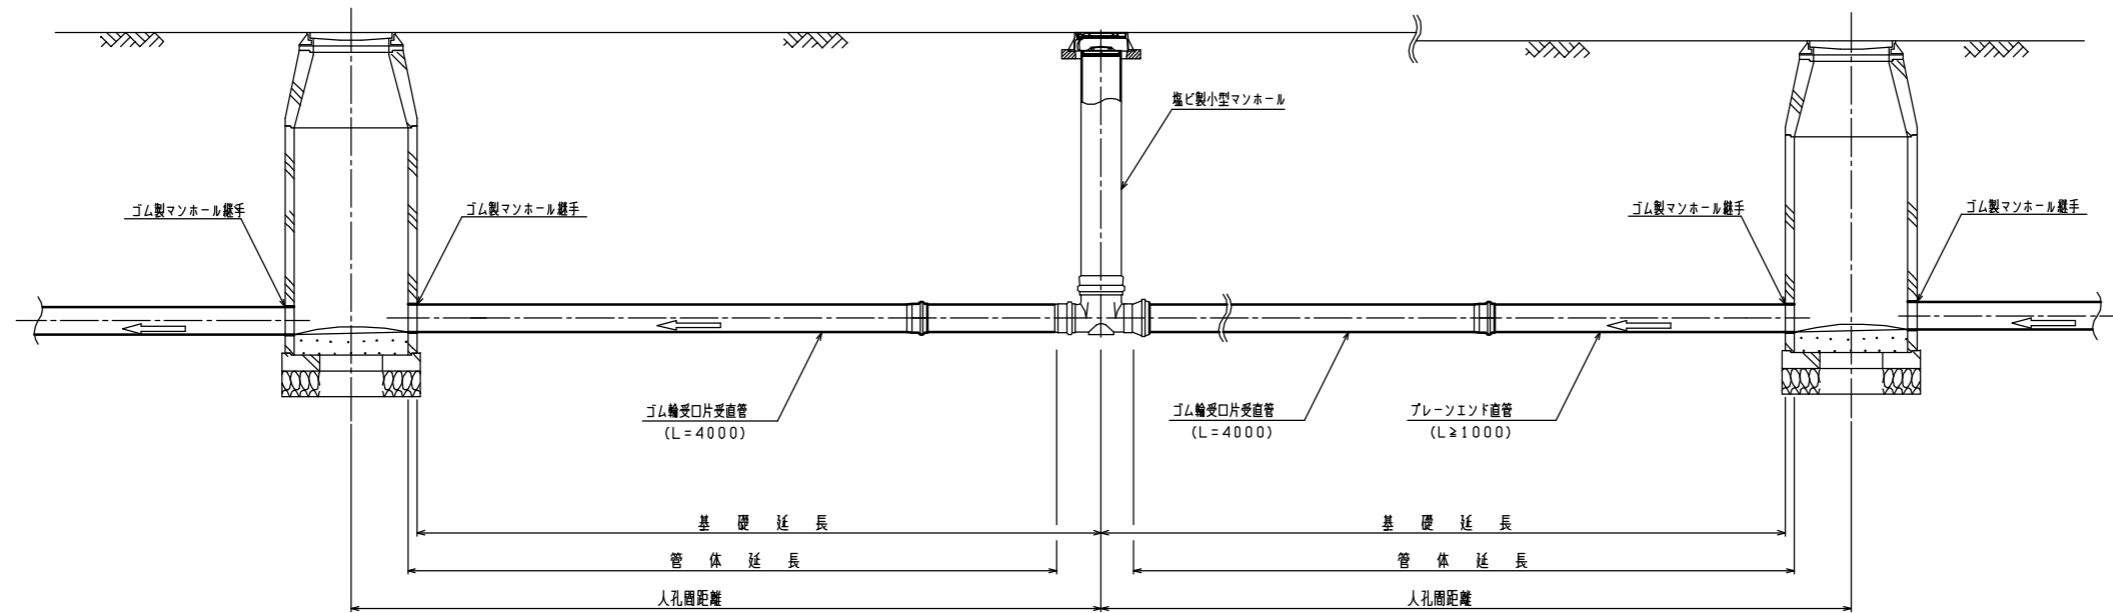 塩ビ製小型マンホール
ゴム製マンホール継手
ゴム製マンホール継手
ゴム製マンホール継手
ゴム製マンホール継手
ゴム輪受口片受直管
(L=4000)
ゴム輪受口片受直管
(L=4000)
プレーンエンド直管
(L≧1000)
基礎延長
基礎延長
管体延長
管体延長
人孔間距離
人孔間距離